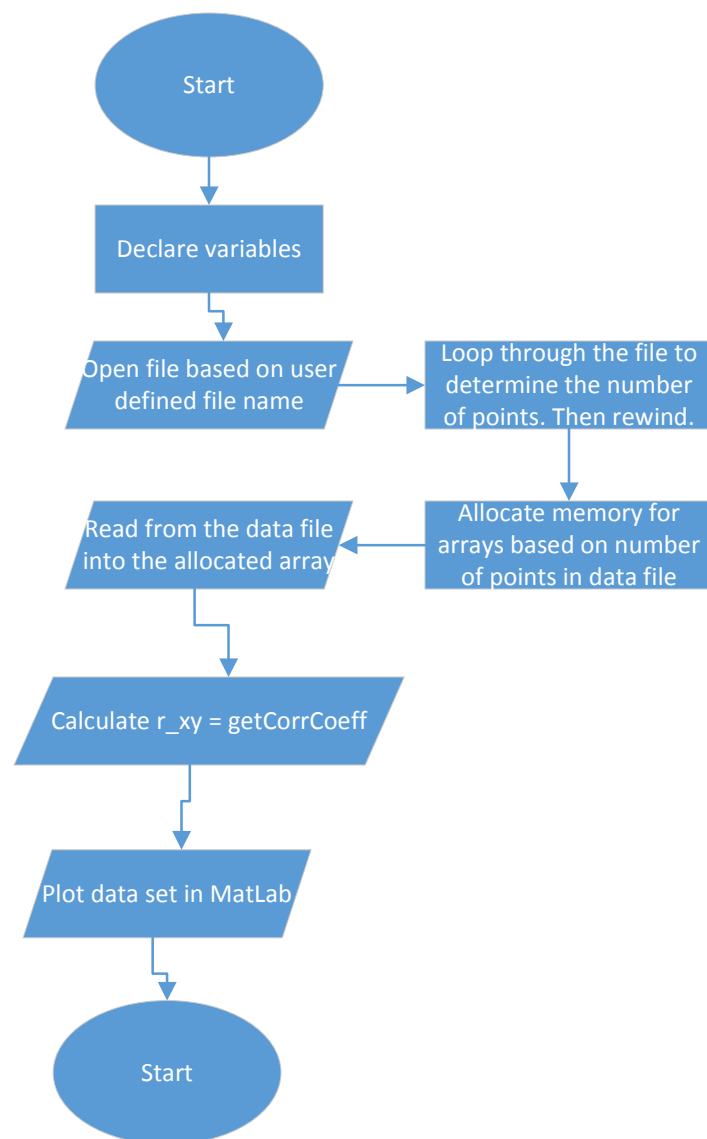 Start
Declare variables
Open file based on user
defined file name
Loop through the file to
determine the number
of points. Then rewind.
Allocate memory for
arrays based on number
of points in data file
Read from the data file
into the allocated array
Calculate r_xy = getCorrCoeff
Plot data set in MatLab
Start